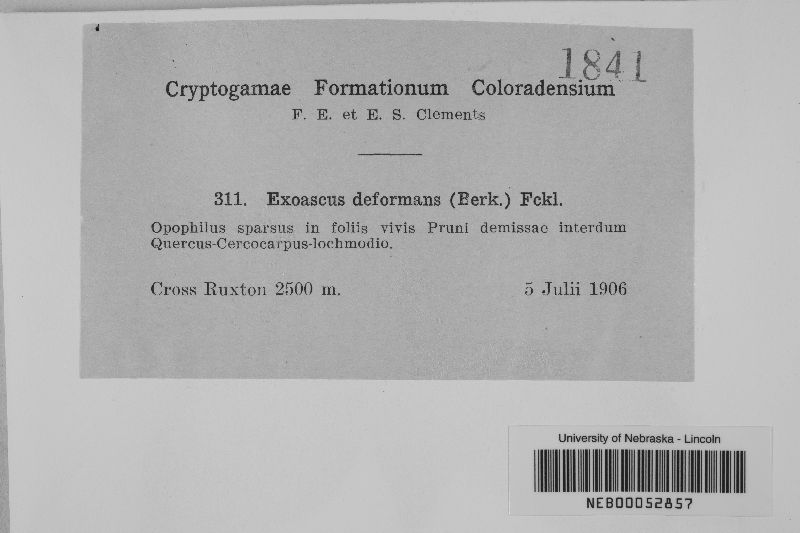 1841
Cryptogamae Formationum Coloradensium
F. E. et E. S. Clements
311. Exoascus deformans (Berk.) Fckl.
Opophilus sparsus in foliis vivis Pruni demissae interdum
Quercus-Cercocarpus-lochmodio.
Cross Ruxton 2500 m. 5 Julii 1906
University of Nebraska - Lincoln
NEB00052857